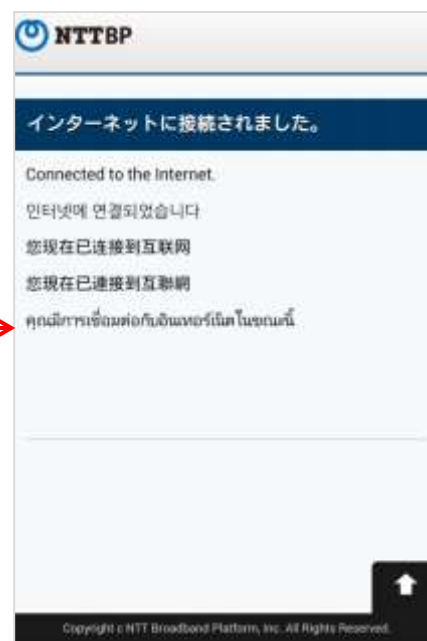 NTTBP
インターネットに接続されました。
Connected to the Internet.
인터넷에 연결되었습니다
您现在已连接到互联网
您現在已連接到互聯網
คุณมีการเชื่อมต่อกับอินเทอร์เน็ตในขณะนี้
Copyright c NTT Broadband Platform, Inc. All Rights Reserved.